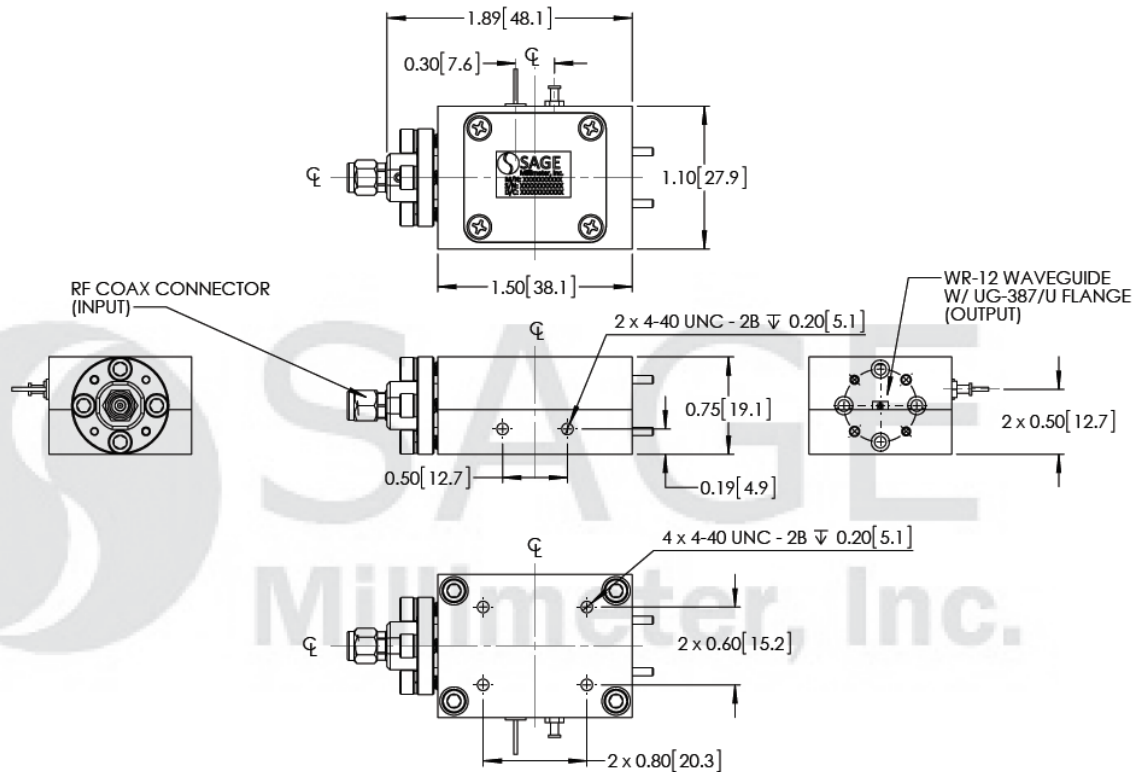 1.89[48.1]
℄
0.30[7.6]
SAGE
Millimeter, Inc.
℄
1.10[27.9]
1.50[38.1]
RF COAX CONNECTOR
(INPUT)
WR-12 WAVEGUIDE
W/ UG-387/U FLANGE
(OUTPUT)
℄
2 x 4-40 UNC - 2B ↧ 0.20[5.1]
0.75[19.1]
2 x 0.50[12.7]
0.50[12.7]
0.19[4.9]
SAGE
Millimeter, Inc.
4 x 4-40 UNC - 2B ↧ 0.20[5.1]
℄
℄
2 x 0.60[15.2]
2 x 0.80[20.3]